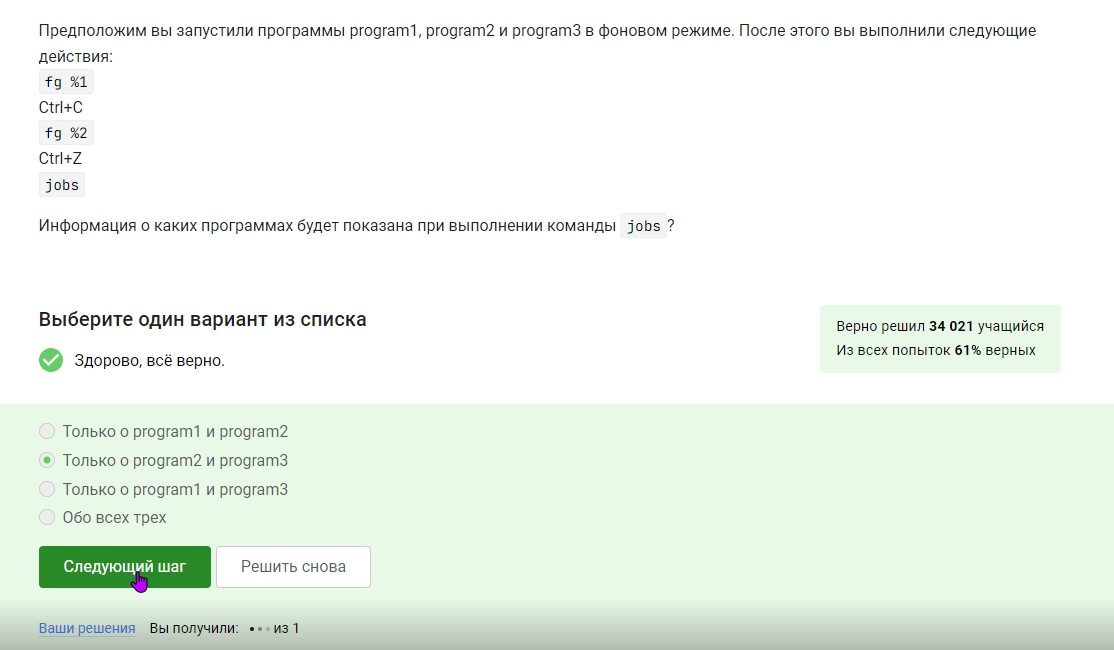 Предположим вы запустили программы program1, program2 и program3 в фоновом режиме. После этого вы выполнили следующие
действия:
fg %1
Ctrl+C
fg %2
Ctrl+Z
jobs
Информация о каких программах будет показана при выполнении команды jobs?
Выберите один вариант из списка
Здорово, всё верно.
Верно решил 34 021 учащийся
Из всех попыток 61% верных
Только о program1 и program2
Только о program2 и program3
Только о program1 и program3
Обо всех трех
Следующий шаг
Решить снова
Ваши решения Вы получили: из 1